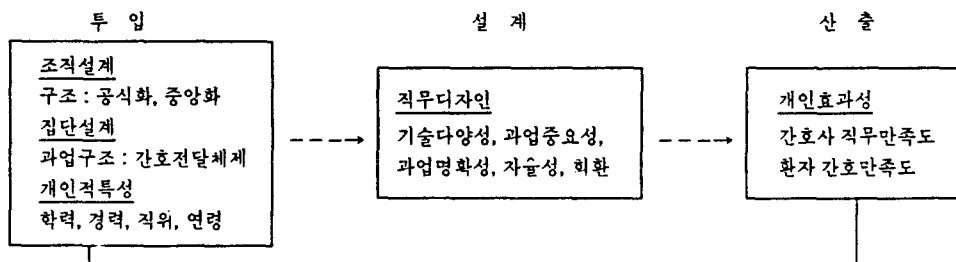 투 입
설 계
산 출
조직설계
구조 : 공식화, 중앙화
집단설계
과업구조 : 간호전달체제
개인적특성
학력, 경력, 직위, 연령
직무디자인
기술다양성, 과업중요성,
과업명확성, 자율성, 회환
개인효과성
간호사 직무만족도
환자 간호만족도